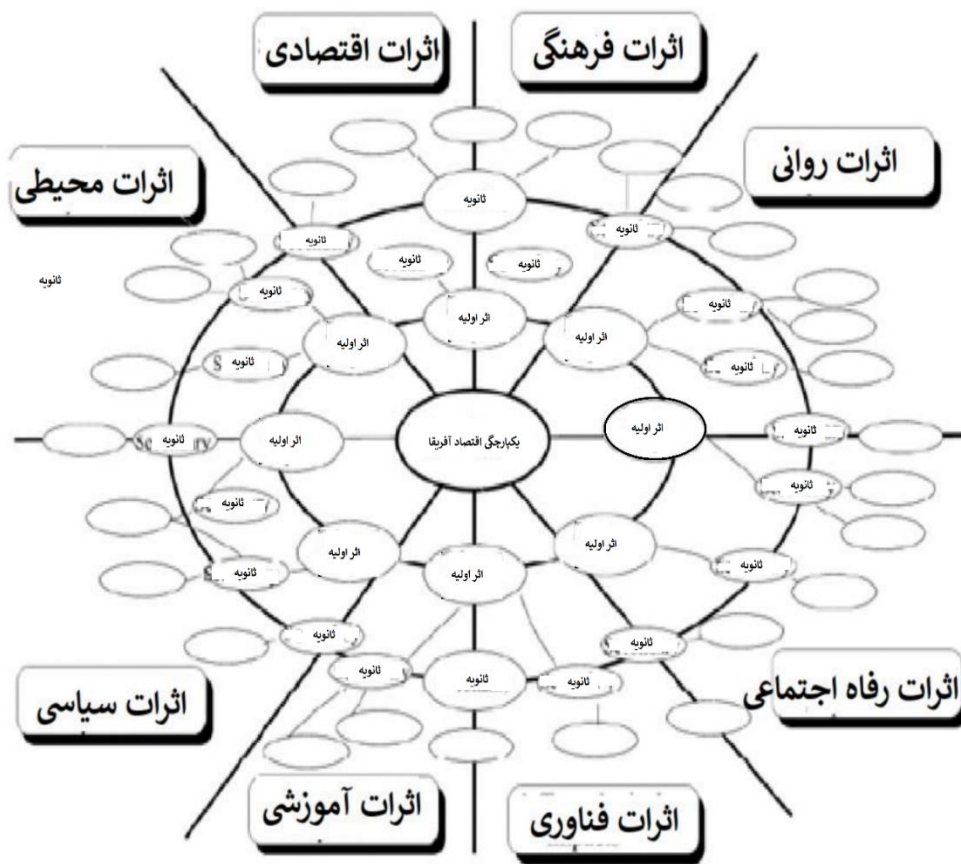 اثرات فرهنگی
اثرات اقتصادی
اثرات روانی
اثرات محیطی
ثانویه
ثانویه
ثانویه
ثانویه
ثانویه
ثانویه
ثانویه
ثانویه
ثانویه
اثر اولیه
اثر اولیه
اثر اولیه
ثانویه
ثانویه
ثانویه
اثر اولیه
یکپارچگی اقتصاد آفریقا
اثر اولیه
ثانویه
ثانویه
ثانویه
اثر اولیه
اثر اولیه
اثر اولیه
ثانویه
ثانویه
ثانویه
ثانویه
ثانویه
ثانویه
ثانویه
اثرات رفاه اجتماعی
اثرات سیاسی
اثرات فناوری
اثرات آموزشی